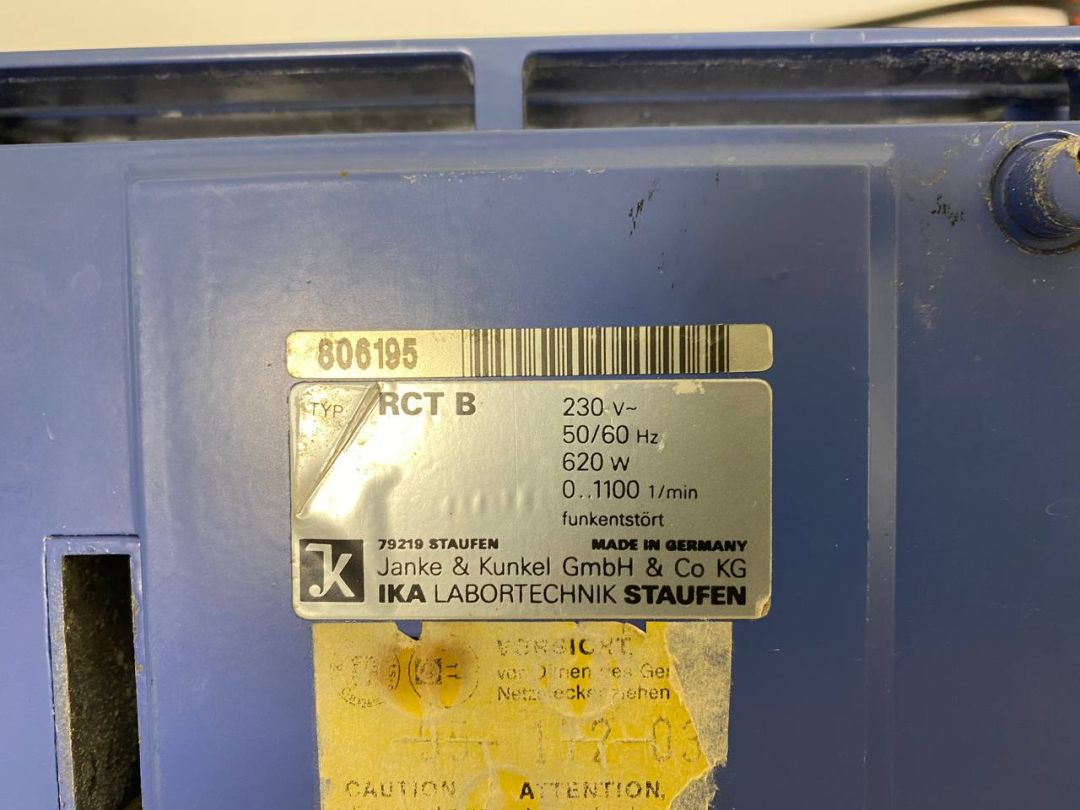 806195
TYP RCT B
230 V~
50/60 Hz
620 W
0..1100 1/min
funkentstört
79219 STAUFEN MADE IN GERMANY
JK Janke & Kunkel GmbH & Co KG
IKA LABORTECHNIK STAUFEN
VORSICHT,
CAUTION ATTENTION,